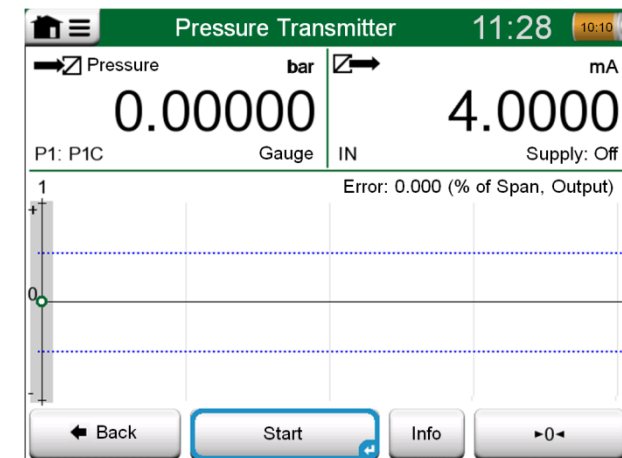 Pressure Transmitter 11:28 10:10
Pressure bar mA
0.00000 4.0000
P1: P1C Gauge IN Supply: Off
1 Error: 0.000 (% of Span, Output)
+
0
-
Back Start Info ►0◄